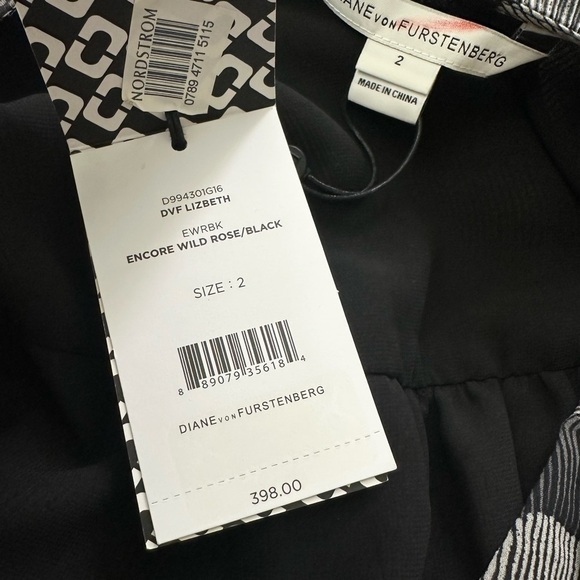 NORDSTROM
0789 4711 5115
DIANE VON FURSTENBERG
2
MADE IN CHINA
D994301G16
DVF LIZBETH
EWRBK
ENCORE WILD ROSE/BLACK
SIZE : 2
8 89079 35618 4
DIANE VON FURSTENBERG
398.00